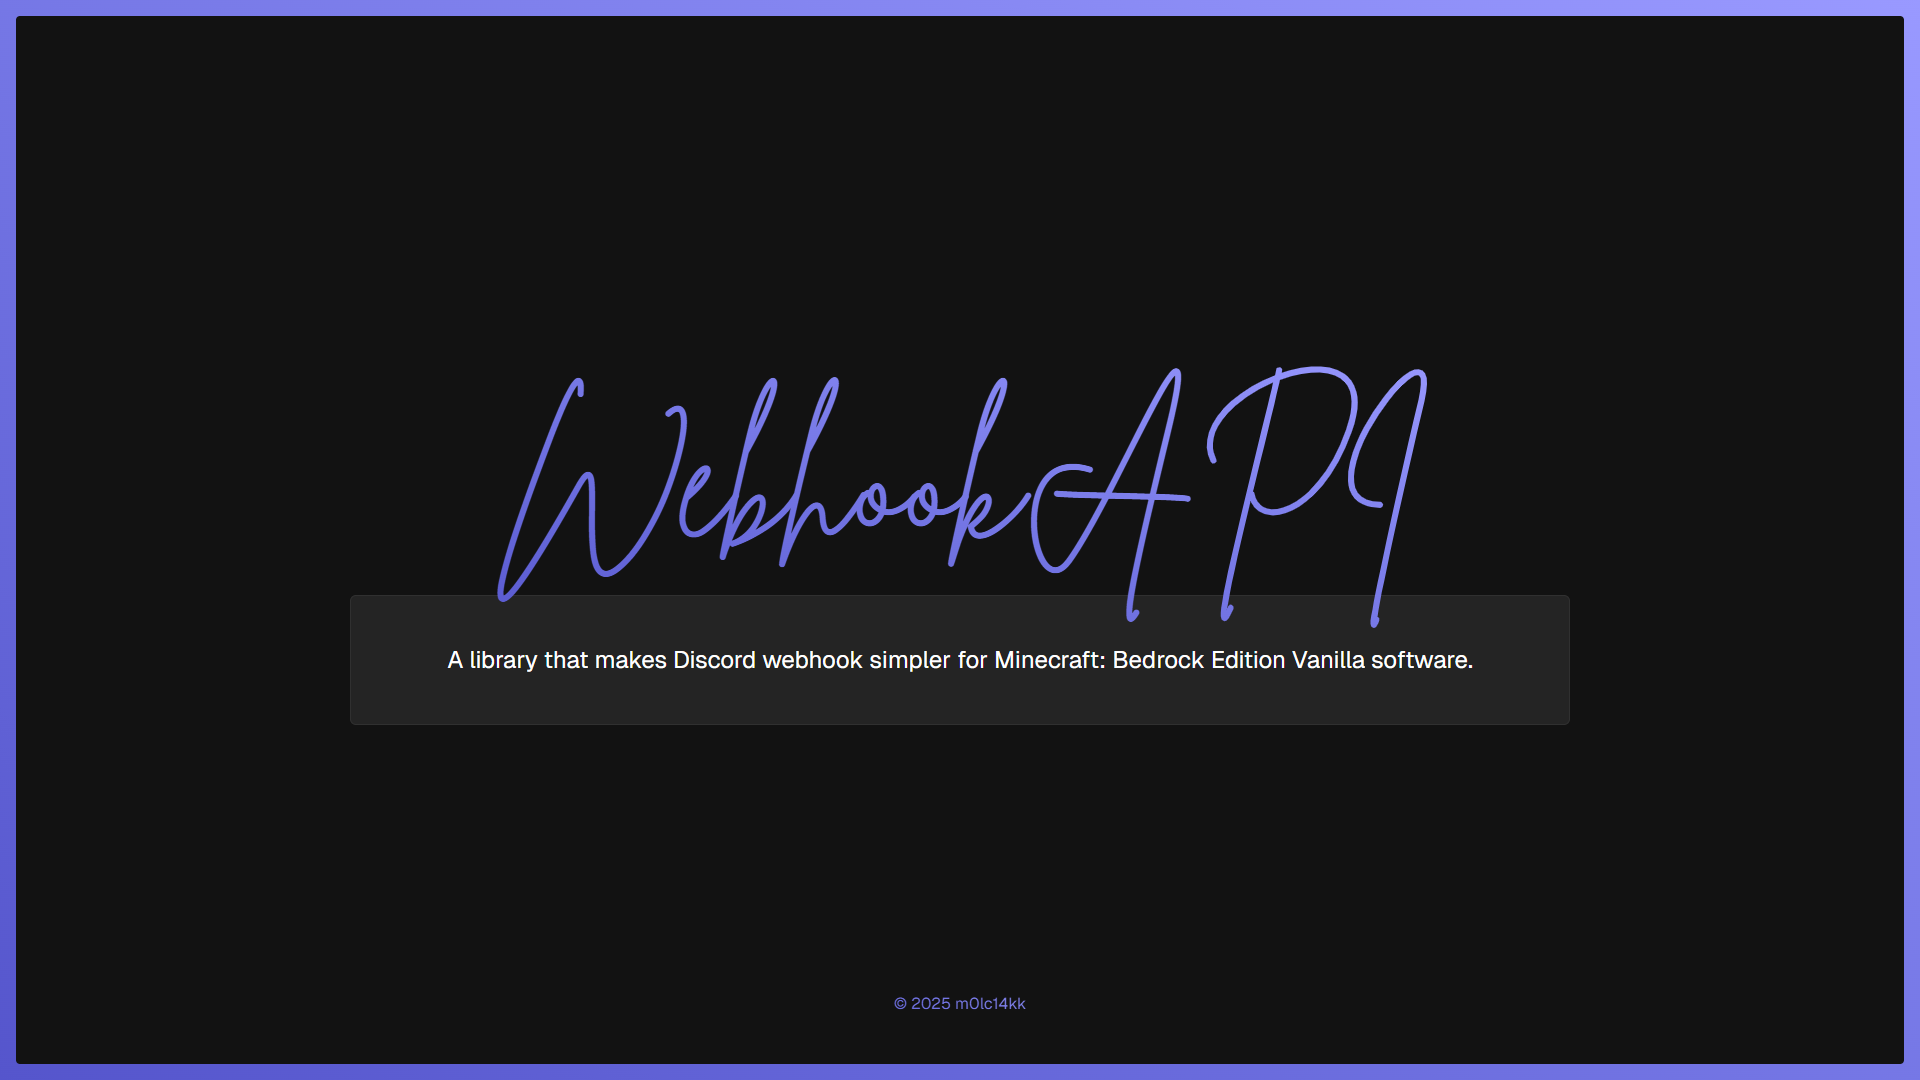 WebhookAPI
A library that makes Discord webhook simpler for Minecraft: Bedrock Edition Vanilla software.
© 2025 m0lc14kk